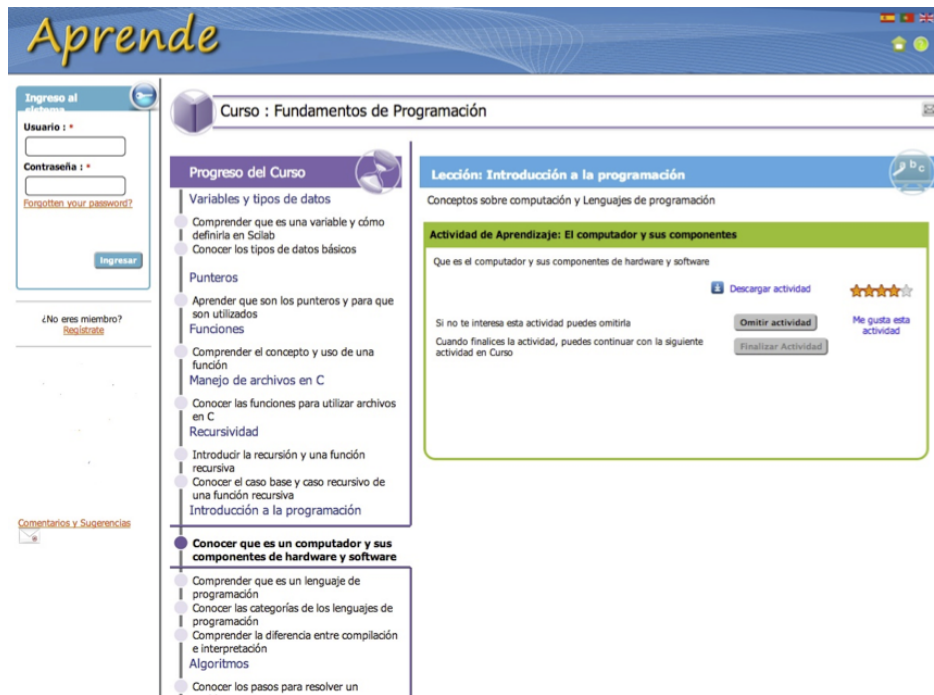 Aprende
Ingreso al
sistema
Usuario : *
Contraseña : *
Forgotten your password?
Ingresar
¿No eres miembro?
Regístrate
Comentarios y Sugerencias
Curso : Fundamentos de Programación
Progreso del Curso
Variables y tipos de datos
Comprender que es una variable y cómo
definirla en Scilab
Conocer los tipos de datos básicos
Punteros
Aprender que son los punteros y para que
son utilizados
Funciones
Comprender el concepto y uso de una
función
Manejo de archivos en C
Conocer las funciones para utilizar archivos
en C
Recursividad
Introducir la recursión y una función
recursiva
Conocer el caso base y caso recursivo de
una función recursiva
Introducción a la programación
Conocer que es un computador y sus
componentes de hardware y software
Comprender que es un lenguaje de
programación
Conocer las categorías de los lenguajes de
programación
Comprender la diferencia entre compilación
e interpretación
Algoritmos
Conocer los pasos para resolver un
Lección: Introducción a la programación
abc
Conceptos sobre computación y Lenguajes de programación
Actividad de Aprendizaje: El computador y sus componentes
Que es el computador y sus componentes de hardware y software
Descargar actividad
Si no te interesa esta actividad puedes omitirla
Omitir actividad
Me gusta esta
actividad
Cuando finalices la actividad, puedes continuar con la siguiente
actividad en Curso
Finalizar Actividad